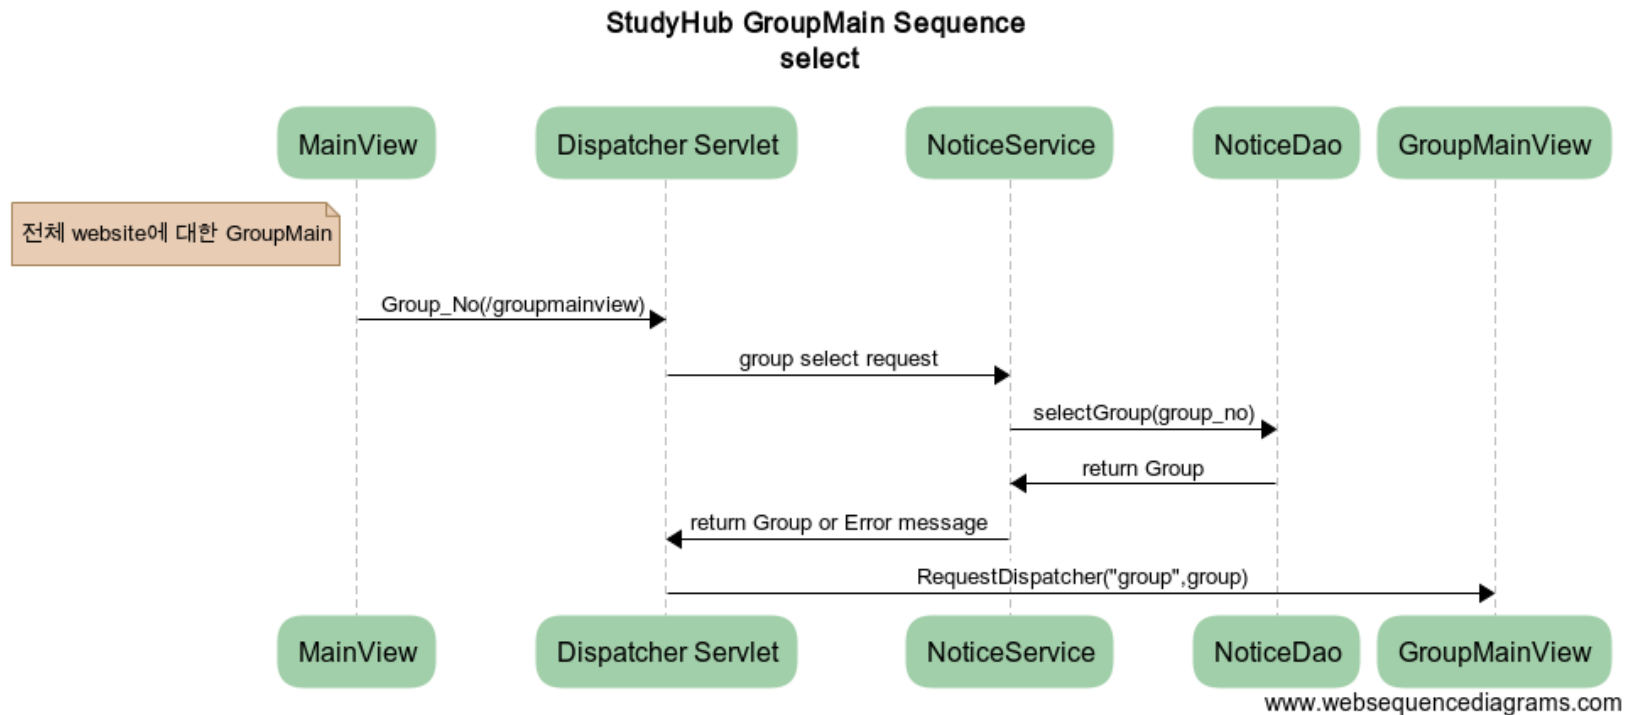 StudyHub GroupMain Sequence
select
MainView
Dispatcher Servlet
NoticeService
NoticeDao
GroupMainView
전체 website에 대한 GroupMain
Group_No(/groupmainview)
group select request
selectGroup(group_no)
return Group
return Group or Error message
RequestDispatcher("group",group)
MainView
Dispatcher Servlet
NoticeService
NoticeDao
GroupMainView
www.websequencediagrams.com